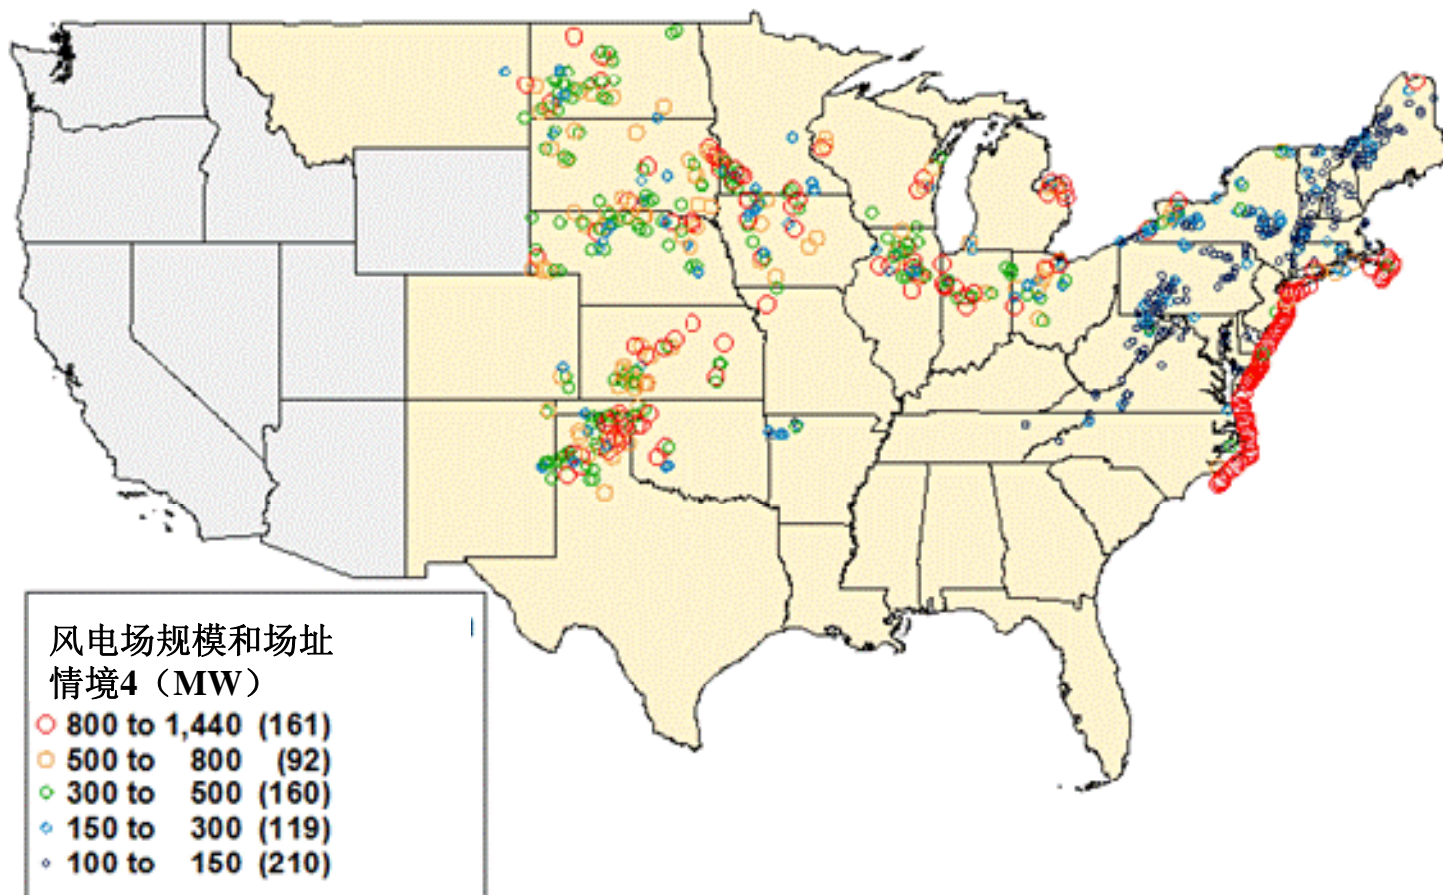 风电场规模和场址
情境4（MW）
800 to 1,440 (161)
500 to 800 (92)
300 to 500 (160)
150 to 300 (119)
100 to 150 (210)